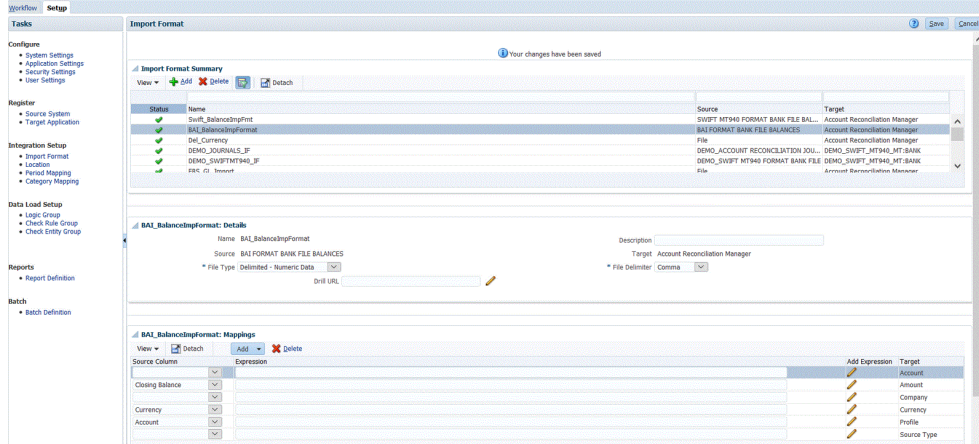 Workflow Setup
Tasks
Configure
System Settings
Application Settings
Security Settings
User Settings
Register
Source System
Target Application
Integration Setup
Import Format
Location
Period Mapping
Category Mapping
Data Load Setup
Logic Group
Check Rule Group
Check Entity Group
Reports
Report Definition
Batch
Batch Definition
Import Format ? Save Cancel
Your changes have been saved
Import Format Summary
View Add Delete Detach
Status Name Source Target
Swift_BalanceImpFmt SWIFT MT940 FORMAT BANK FILE BAL... Account Reconciliation Manager
BAI_BalanceImpFormat BAI FORMAT BANK FILE BALANCES Account Reconciliation Manager
Del_Currency File Account Reconciliation Manager
DEMO_JOURNALS_IF DEMO_ACCOUNT RECONCILIATION JOU... DEMO_SWIFT_MT940_MT:BANK
DEMO_SWIFTMT940_IF DEMO_SWIFT MT940 FORMAT BANK FILE DEMO_SWIFT_MT940_MT:BANK
EBS_GL_Import File Account Reconciliation Manager
BAI_BalanceImpFormat: Details
Name BAI_BalanceImpFormat Description
Source BAI FORMAT BANK FILE BALANCES Target Account Reconciliation Manager
* File Type Delimited - Numeric Data * File Delimiter Comma
Drill URL
BAI_BalanceImpFormat: Mappings
View Detach Add Delete
Source Column Expression Add Expression Target
Account
Closing Balance Amount
Company
Currency Currency
Account Profile
Source Type